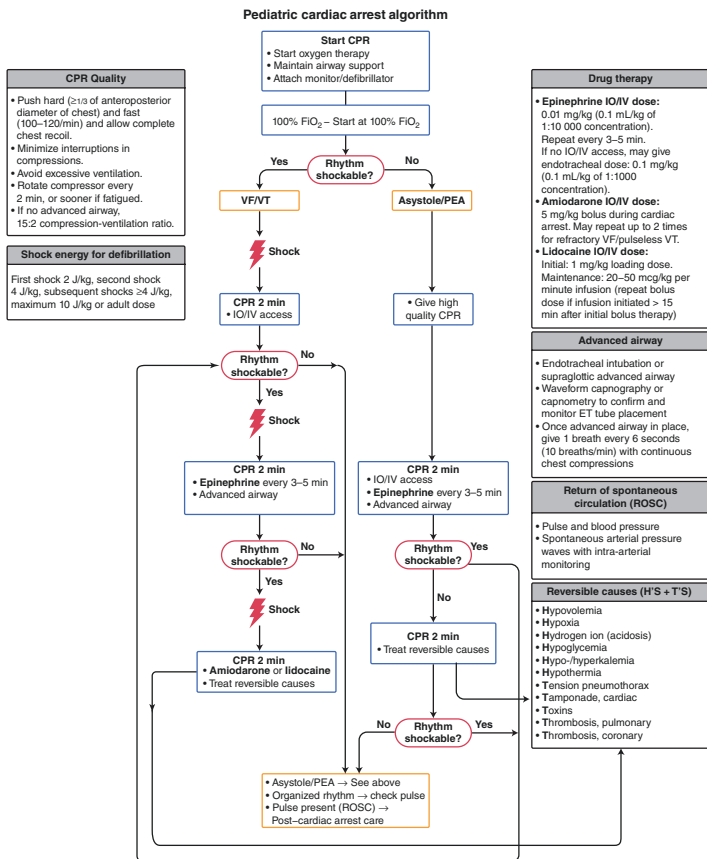 Pediatric cardiac arrest algorithm
Start CPR
• Start oxygen therapy
• Maintain airway support
• Attach monitor/defibrillator
100% FiO₂ – Start at 100% FiO₂
Yes
Rhythm
shockable?
No
VF/VT
Asystole/PEA
Shock
CPR 2 min
• IO/IV access
• Give high
quality CPR
Rhythm
shockable?
No
Yes
Shock
CPR 2 min
• Epinephrine every 3–5 min
• Advanced airway
CPR 2 min
• IO/IV access
• Epinephrine every 3–5 min
• Advanced airway
Rhythm
shockable?
No
Yes
Shock
Rhythm
shockable?
Yes
No
CPR 2 min
• Amiodarone or lidocaine
• Treat reversible causes
CPR 2 min
• Treat reversible causes
No
Rhythm
shockable?
Yes
• Asystole/PEA → See above
• Organized rhythm → check pulse
• Pulse present (ROSC) →
Post–cardiac arrest care
CPR Quality
• Push hard (≥1/3 of anteroposterior
diameter of chest) and fast
(100–120/min) and allow complete
chest recoil.
• Minimize interruptions in
compressions.
• Avoid excessive ventilation.
• Rotate compressor every
2 min, or sooner if fatigued.
• If no advanced airway,
15:2 compression-ventilation ratio.
Shock energy for defibrillation
First shock 2 J/kg, second shock
4 J/kg, subsequent shocks ≥4 J/kg,
maximum 10 J/kg or adult dose
Drug therapy
• Epinephrine IO/IV dose:
0.01 mg/kg (0.1 mL/kg of
1:10 000 concentration).
Repeat every 3–5 min.
If no IO/IV access, may give
endotracheal dose: 0.1 mg/kg
(0.1 mL/kg of 1:1000
concentration).
• Amiodarone IO/IV dose:
5 mg/kg bolus during cardiac
arrest. May repeat up to 2 times
for refractory VF/pulseless VT.
• Lidocaine IO/IV dose:
Initial: 1 mg/kg loading dose.
Maintenance: 20–50 mcg/kg per
minute infusion (repeat bolus
dose if infusion initiated > 15
min after initial bolus therapy)
Advanced airway
• Endotracheal intubation or
supraglottic advanced airway
• Waveform capnography or
capnometry to confirm and
monitor ET tube placement
• Once advanced airway in place,
give 1 breath every 6 seconds
(10 breaths/min) with continuous
chest compressions
Return of spontaneous
circulation (ROSC)
• Pulse and blood pressure
• Spontaneous arterial pressure
waves with intra-arterial
monitoring
Reversible causes (H'S + T'S)
• Hypovolemia
• Hypoxia
• Hydrogen ion (acidosis)
• Hypoglycemia
• Hypo-/hyperkalemia
• Hypothermia
• Tension pneumothorax
• Tamponade, cardiac
• Toxins
• Thrombosis, pulmonary
• Thrombosis, coronary